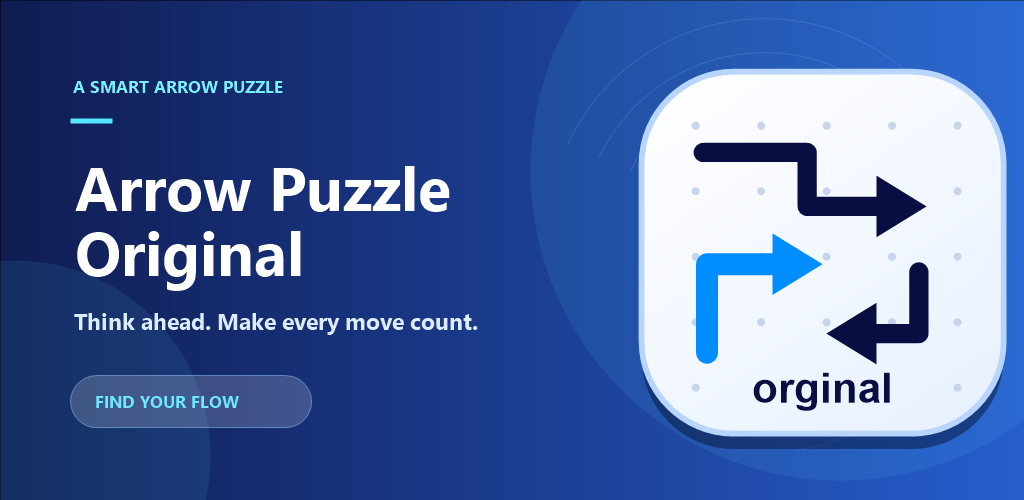 A SMART ARROW PUZZLE
Arrow Puzzle
Original
Think ahead. Make every move count.
FIND YOUR FLOW
orginal